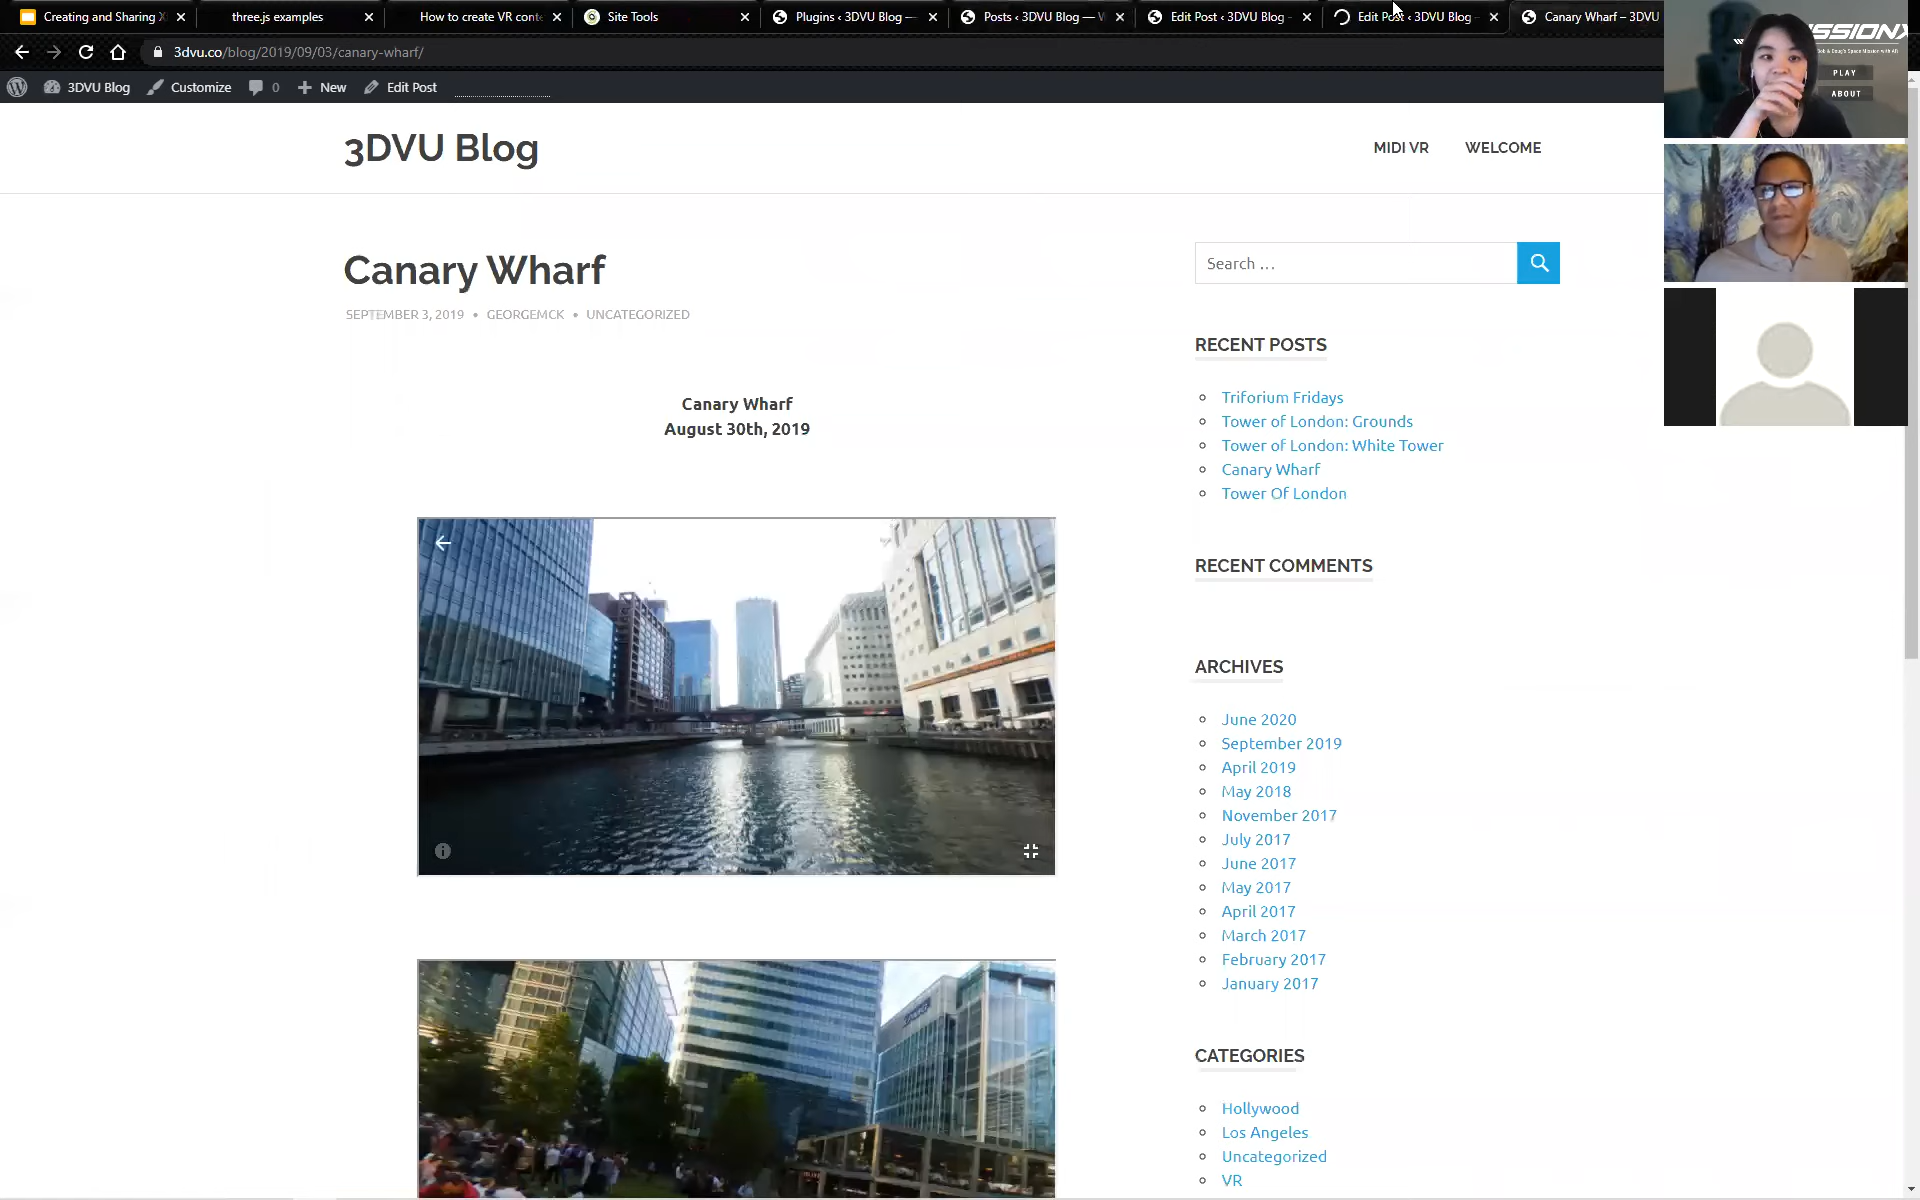 Creating and Sharing X
three.js examples
How to create VR cont
Site Tools
Plugins ‹ 3DVU Blog —
Posts ‹ 3DVU Blog — W
Edit Post ‹ 3DVU Blog -
Edit Post ‹ 3DVU Blog -
Canary Wharf – 3DVU
3dvu.co/blog/2019/09/03/canary-wharf/
3DVU Blog
Customize
0
New
Edit Post
SSIONX
PLAY
ABOUT
3DVU Blog
MIDI VR
WELCOME
Canary Wharf
SEPTEMBER 3, 2019 • GEORGEMCK • UNCATEGORIZED
Search ...
Canary Wharf
August 30th, 2019
RECENT POSTS
Triforium Fridays
Tower of London: Grounds
Tower of London: White Tower
Canary Wharf
Tower Of London
RECENT COMMENTS
ARCHIVES
June 2020
September 2019
April 2019
May 2018
November 2017
July 2017
June 2017
May 2017
April 2017
March 2017
February 2017
January 2017
CATEGORIES
Hollywood
Los Angeles
Uncategorized
VR